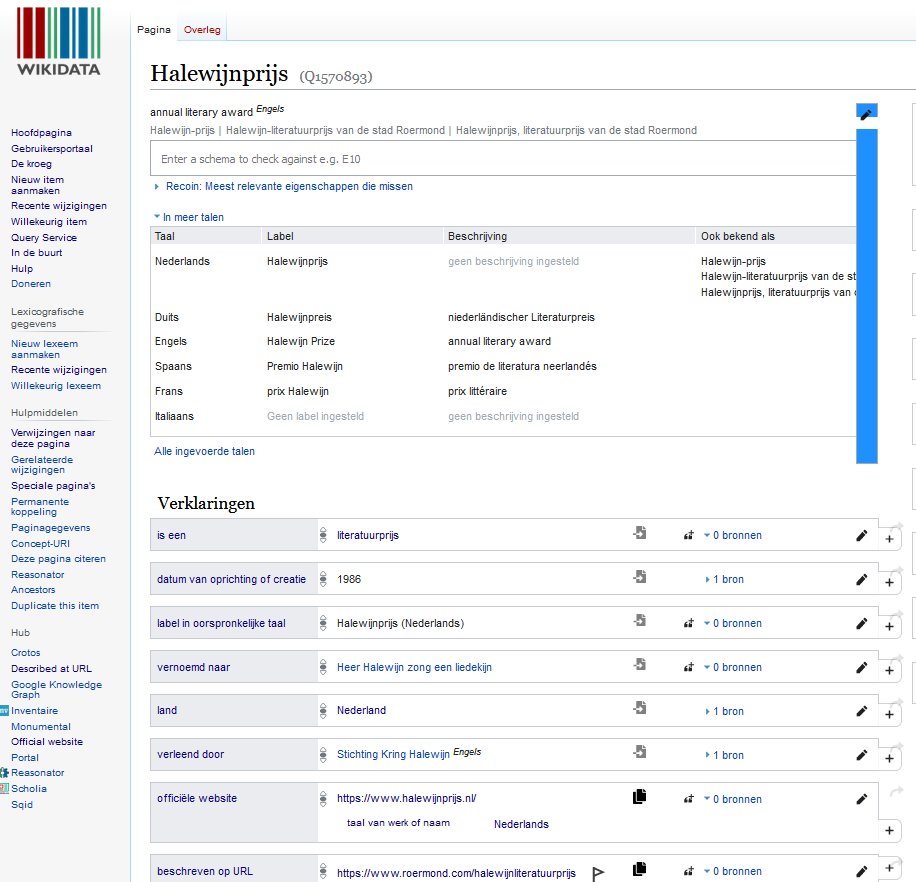 WIKIDATA
Pagina
Overleg
Halewijnprijs (Q1570893)
annual literary award Engels
Halewijn-prijs | Halewijn-literatuurprijs van de stad Roermond | Halewijnprijs, literatuurprijs van de stad Roermond
Enter a schema to check against e.g. E10
Recoin: Meest relevante eigenschappen die missen
In meer talen
Taal Label Beschrijving Ook bekend als
Nederlands Halewijnprijs geen beschrijving ingesteld Halewijn-prijs
Halewijn-literatuurprijs van de st
Halewijnprijs, literatuurprijs van
Duits Halewijnpreis niederländischer Literaturpreis
Engels Halewijn Prize annual literary award
Spaans Premio Halewijn premio de literatura neerlandés
Frans prix Halewijn prix littéraire
Italiaans Geen label ingesteld geen beschrijving ingesteld
Alle ingevoerde talen
Verklaringen
is een literatuurprijs 0 bronnen
datum van oprichting of creatie 1986 1 bron
label in oorspronkelijke taal Halewijnprijs (Nederlands) 0 bronnen
vernoemd naar Heer Halewijn zong een liedekijn 0 bronnen
land Nederland 1 bron
verleend door Stichting Kring Halewijn Engels 1 bron
officiële website https://www.halewijnprijs.nl/ 0 bronnen
taal van werk of naam Nederlands
beschreven op URL https://www.roermond.com/halewijnliteratuurprijs 0 bronnen
Hoofdpagina
Gebruikersportaal
De kroeg
Nieuw item
aanmaken
Recente wijzigingen
Willekeurig item
Query Service
In de buurt
Hulp
Doneren
Lexicografische
gegevens
Nieuw lexeem
aanmaken
Recente wijzigingen
Willekeurig lexeem
Hulpmiddelen
Verwijzingen naar
deze pagina
Gerelateerde
wijzigingen
Speciale pagina's
Permanente
koppeling
Paginagegevens
Concept-URI
Deze pagina citeren
Reasonator
Ancestors
Duplicate this item
Hub
Crotos
Described at URL
Google Knowledge
Graph
Inventaire
Monumental
Official website
Portal
Reasonator
Scholia
Sqid